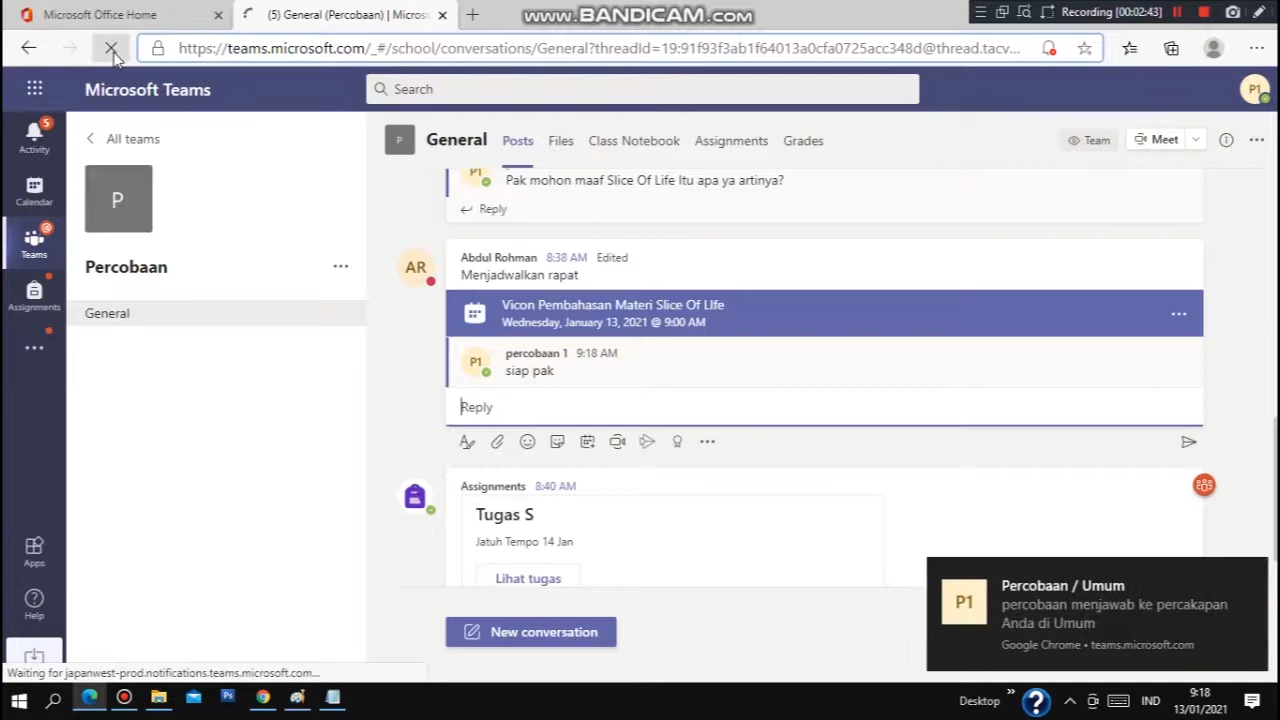 Microsoft Office Home
(5) General (Percobaan) | Micros
www.BANDICAM.com
Recording [00:02:43]
https://teams.microsoft.com/_#/school/conversations/General?threadId=19:91f93f3ab1f64013a0cfa0725acc348d@thread.tacv...
Microsoft Teams
Search
P1
Activity
5
Calendar
Teams
Assignments
Apps
Help
All teams
P
Percobaan
General
P
General
Posts
Files
Class Notebook
Assignments
Grades
Team
Meet
P1
Pak mohon maaf Slice Of Life Itu apa ya artinya?
Reply
AR
Abdul Rohman 8:38 AM Edited
Menjadwalkan rapat
Vicon Pembahasan Materi Slice Of LIfe
Wednesday, January 13, 2021 @ 9:00 AM
P1
percobaan 1 9:18 AM
siap pak
Reply
Assignments 8:40 AM
Tugas S
Jatuh Tempo 14 Jan
Lihat tugas
New conversation
P1
Percobaan / Umum
percobaan menjawab ke percakapan
Anda di Umum
Google Chrome • teams.microsoft.com
Waiting for japanwest-prod.notifications.teams.microsoft.com...
Desktop
IND
9:18
13/01/2021